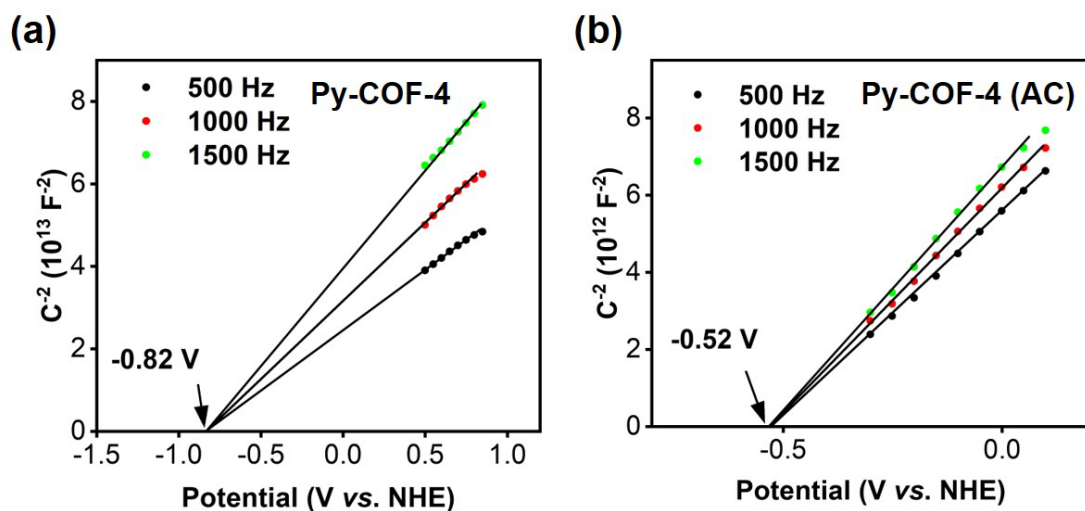 (a)
500 Hz
1000 Hz
1500 Hz
Py-COF-4
C⁻² (10¹³ F⁻²)
8
6
4
2
0
-0.82 V
-1.5 -1.0 -0.5 0.0 0.5 1.0
Potential (V vs. NHE)
(b)
500 Hz
1000 Hz
1500 Hz
Py-COF-4 (AC)
C⁻² (10¹² F⁻²)
8
6
4
2
0
-0.52 V
-0.5 0.0
Potential (V vs. NHE)